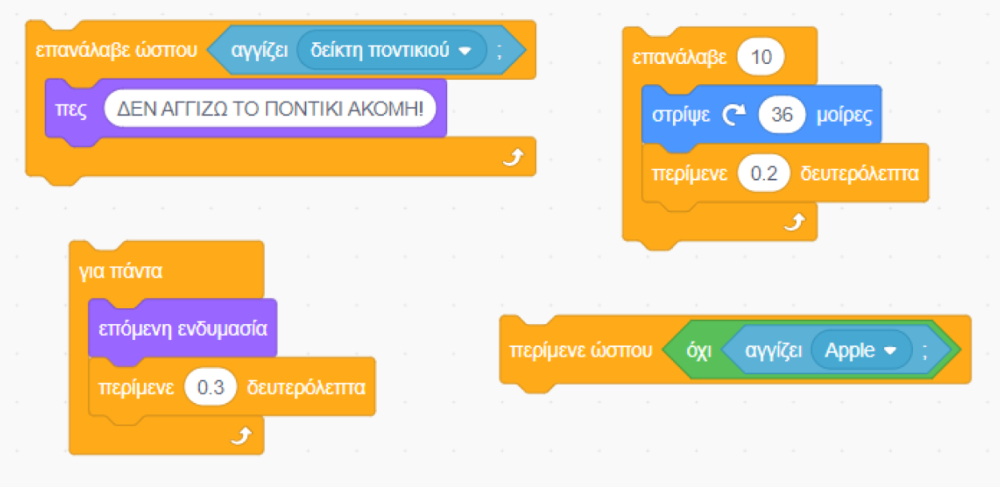 επανάλαβε ώσπου αγγίζει δείκτη ποντικιού ;
πες ΔΕΝ ΑΓΓΙΖΩ ΤΟ ΠΟΝΤΙΚΙ ΑΚΟΜΗ!
επανάλαβε 10
στρίψε 36 μοίρες
περίμενε 0.2 δευτερόλεπτα
για πάντα
επόμενη ενδυμασία
περίμενε 0.3 δευτερόλεπτα
περίμενε ώσπου όχι αγγίζει Apple ;